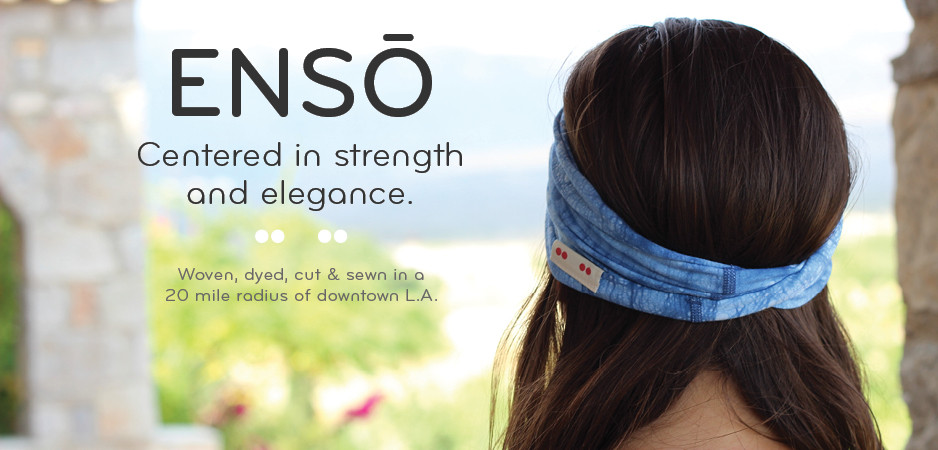 ENSŌ
Centered in strength
and elegance.
Woven, dyed, cut & sewn in a
20 mile radius of downtown L.A.